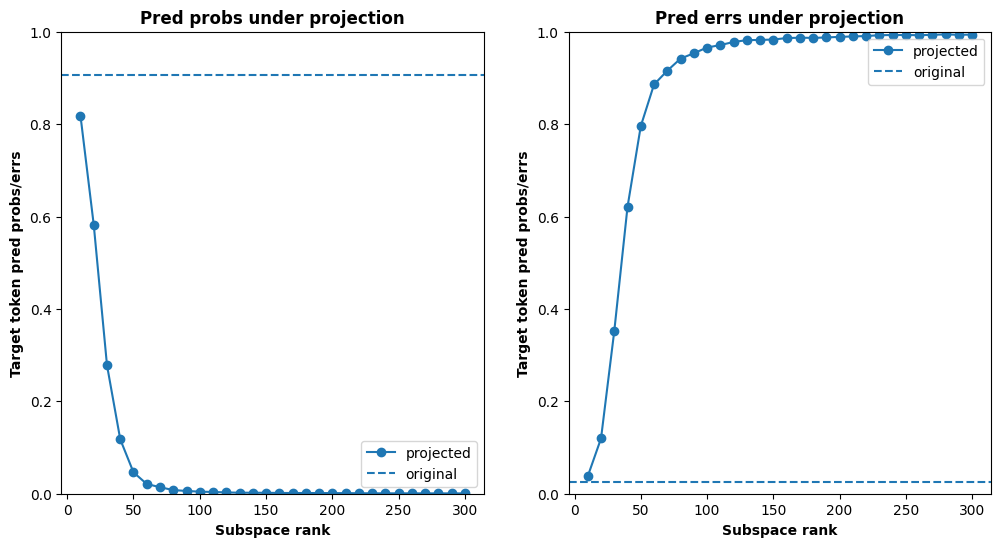 Pred probs under projection
Target token pred probs/errs
1.0
0.8
0.6
0.4
0.2
0.0
projected
original
0 50 100 150 200 250 300
Subspace rank
Pred errs under projection
Target token pred probs/errs
1.0
0.8
0.6
0.4
0.2
0.0
projected
original
0 50 100 150 200 250 300
Subspace rank